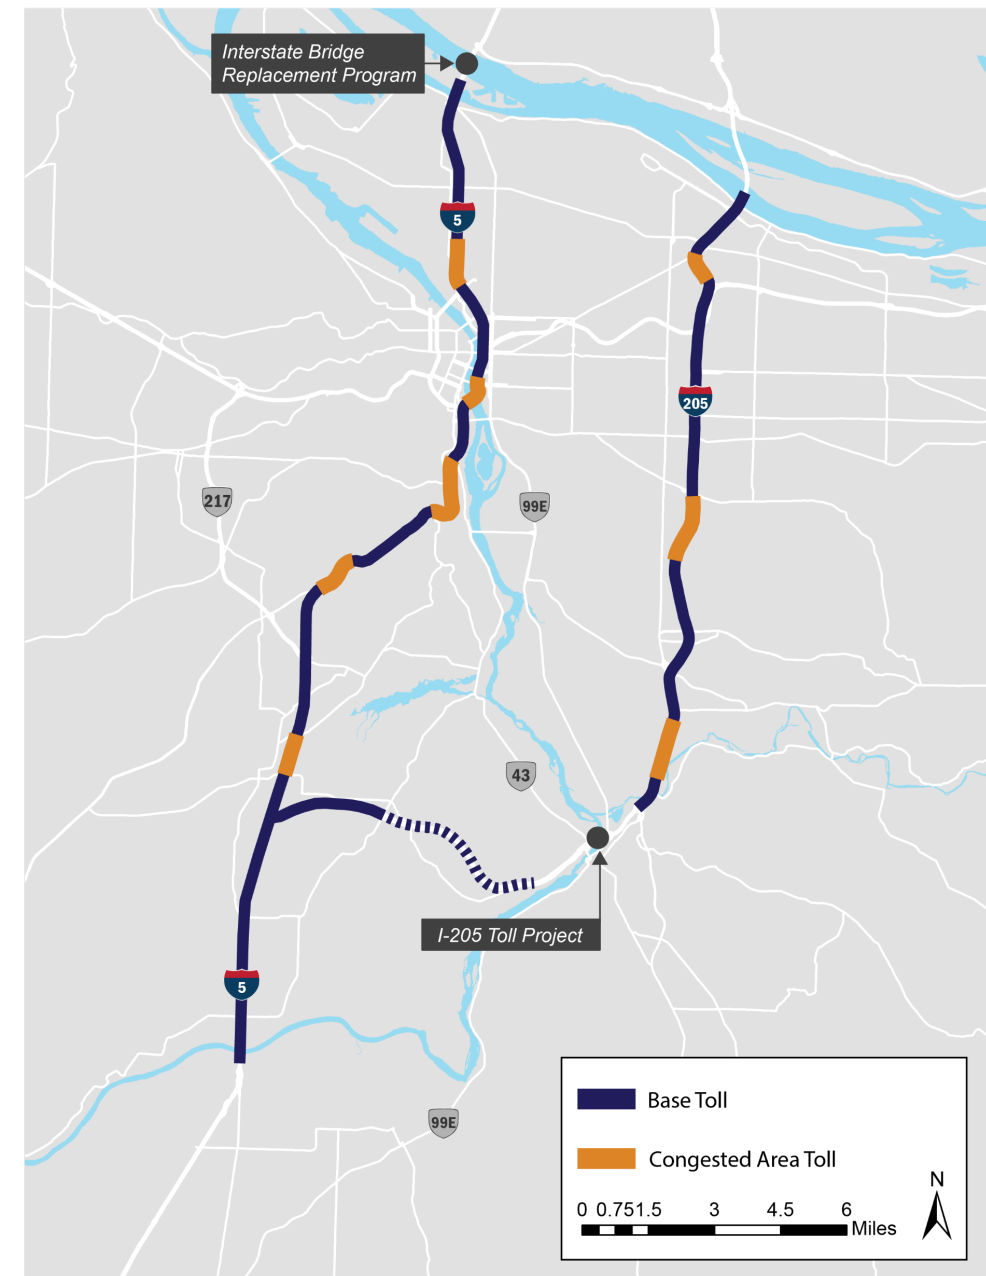 Interstate Bridge
Replacement Program
5
205
217
99E
43
I-205 Toll Project
5
99E
Base Toll
Congested Area Toll
N
0 0.75 1.5 3 4.5 6
Miles